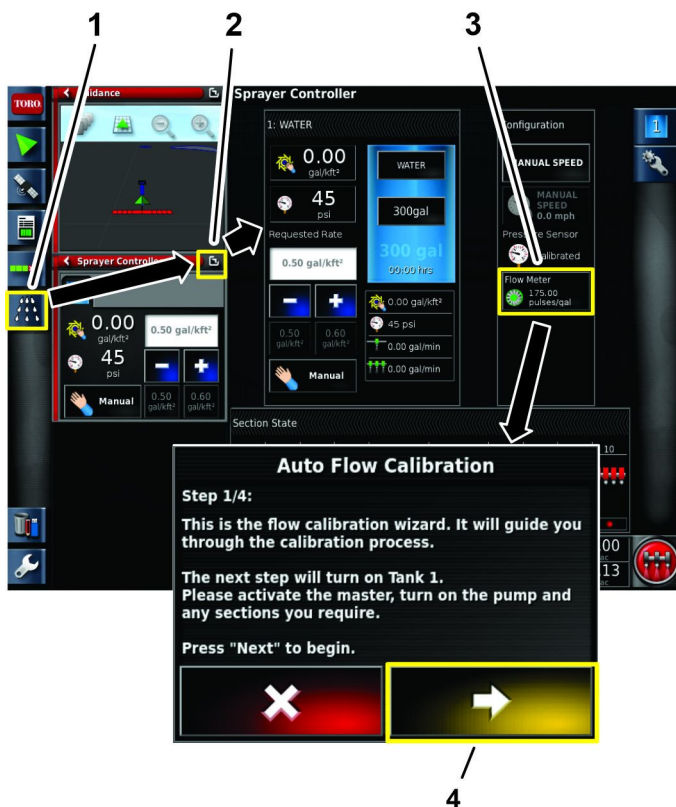 1
2
3
TORO.
Guidance
Sprayer Controller
1: WATER
0.00
gal/kft²
45
psi
Requested Rate
0.50 gal/kft²
-
+
0.50
gal/kft²
0.60
gal/kft²
Manual
WATER
300gal
300 gal
00:00 hrs
0.00 gal/kft²
45 psi
0.00 gal/min
0.00 gal/min
Configuration
MANUAL SPEED
MANUAL
SPEED
0.0 mph
Pressure Sensor
Calibrated
Flow Meter
175.00
pulses/gal
1
Sprayer Controller
0.00
gal/kft²
45
psi
0.50 gal/kft²
-
+
Manual
0.50
gal/kft²
0.60
gal/kft²
Section State
10
.00
ac
13
ac
Auto Flow Calibration
Step 1/4:
This is the flow calibration wizard. It will guide you
through the calibration process.
The next step will turn on Tank 1.
Please activate the master, turn on the pump and
any sections you require.
Press "Next" to begin.
4